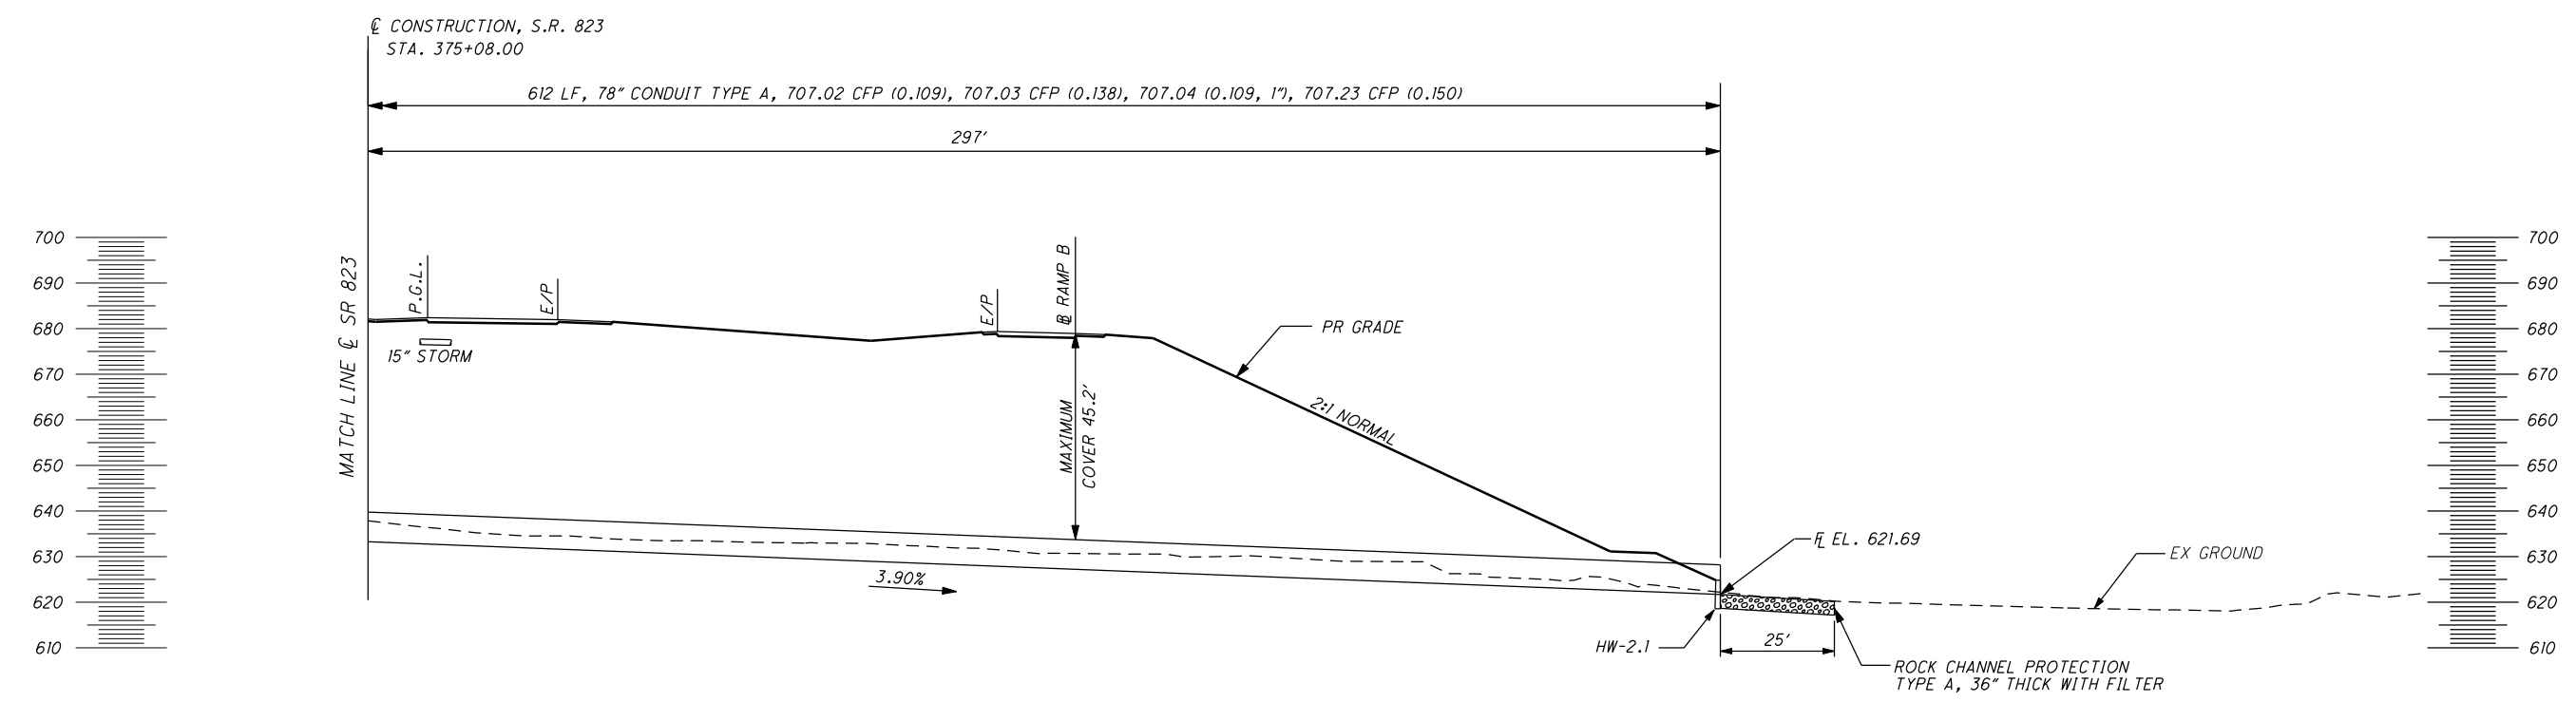 ℄ CONSTRUCTION, S.R. 823
STA. 375+08.00
612 LF, 78" CONDUIT TYPE A, 707.02 CFP (0.109), 707.03 CFP (0.138), 707.04 (0.109, 1"), 707.23 CFP (0.150)
297'
700
690
680
670
660
650
640
630
620
610
MATCH LINE ℄ SR 823
P.G.L.
E/P
15" STORM
E/P
BL RAMP B
MAXIMUM
COVER 45.2'
PR GRADE
2:1 NORMAL
3.90%
FL EL. 621.69
EX GROUND
HW-2.1
25'
ROCK CHANNEL PROTECTION
TYPE A, 36" THICK WITH FILTER
700
690
680
670
660
650
640
630
620
610